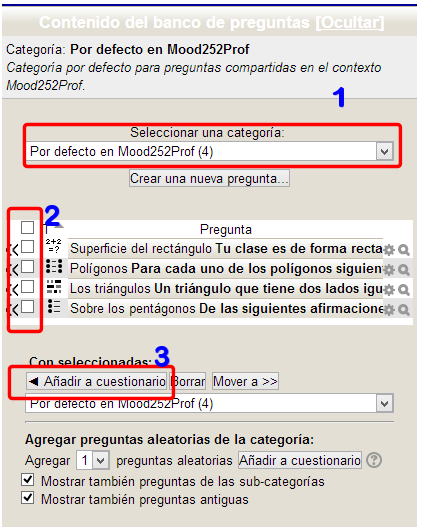 Contenido del banco de preguntas [Ocultar]
Categoría: Por defecto en Mood252Prof
Categoría por defecto para preguntas compartidas en el contexto
Mood252Prof.
1
Seleccionar una categoría:
Por defecto en Mood252Prof (4)
Crear una nueva pregunta...
2
Pregunta
2+2 =? Superficie del rectángulo Tu clase es de forma recta
Polígonos Para cada uno de los polígonos siguien
Los triángulos Un triángulo que tiene dos lados igu
Sobre los pentágonos De las siguientes afirmacione
Con seleccionadas: 3
◄ Añadir a cuestionario Borrar Mover a >>
Por defecto en Mood252Prof (4)
Agregar preguntas aleatorias de la categoría:
Agregar 1 preguntas aleatorias Añadir a cuestionario ?
Mostrar también preguntas de las sub-categorías
Mostrar también preguntas antiguas